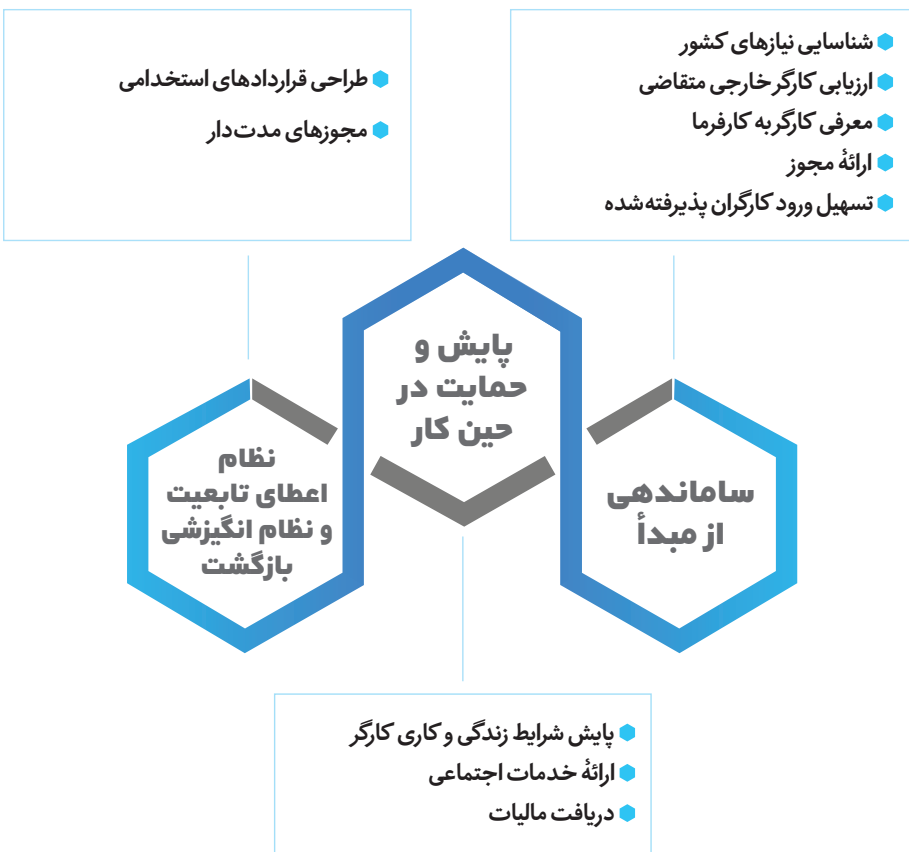 شناسایی نیازهای کشور
ارزیابی کارگر خارجی متقاضی
معرفی کارگر به کارفرما
ارائهٔ مجوز
تسهیل ورود کارگران پذیرفته‌شده
طراحی قراردادهای استخدامی
مجوزهای مدت‌دار
ساماندهی
از مبدأ
پایش و
حمایت در
حین کار
نظام
اعطای تابعیت
و نظام انگیزشی
بازگشت
پایش شرایط زندگی و کاری کارگر
ارائهٔ خدمات اجتماعی
دریافت مالیات